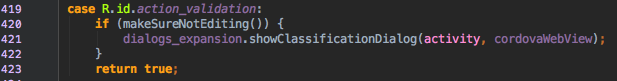 419 case R.id.action_validation:
420 if (makeSureNotEditing()) {
421 dialogs_expansion.showClassificationDialog(activity, cordovaWebView);
422 }
423 return true;